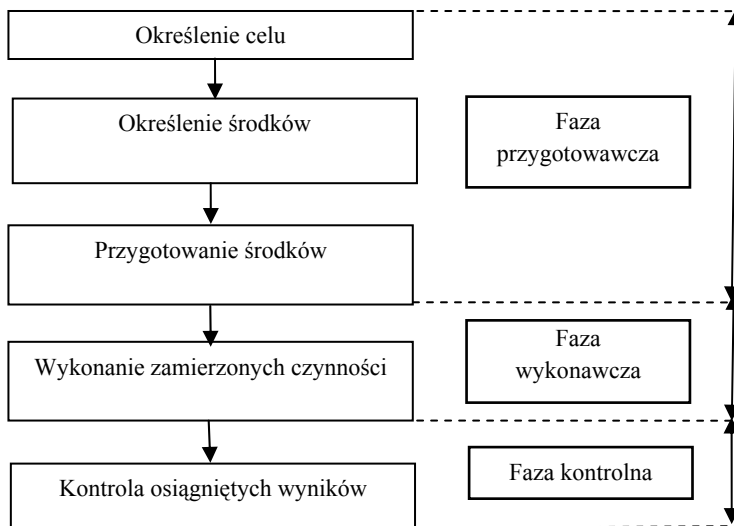 Określenie celu
Określenie środków
Faza
przygotowawcza
Przygotowanie środków
Wykonanie zamierzonych czynności
Faza
wykonawcza
Kontrola osiągniętych wyników
Faza kontrolna